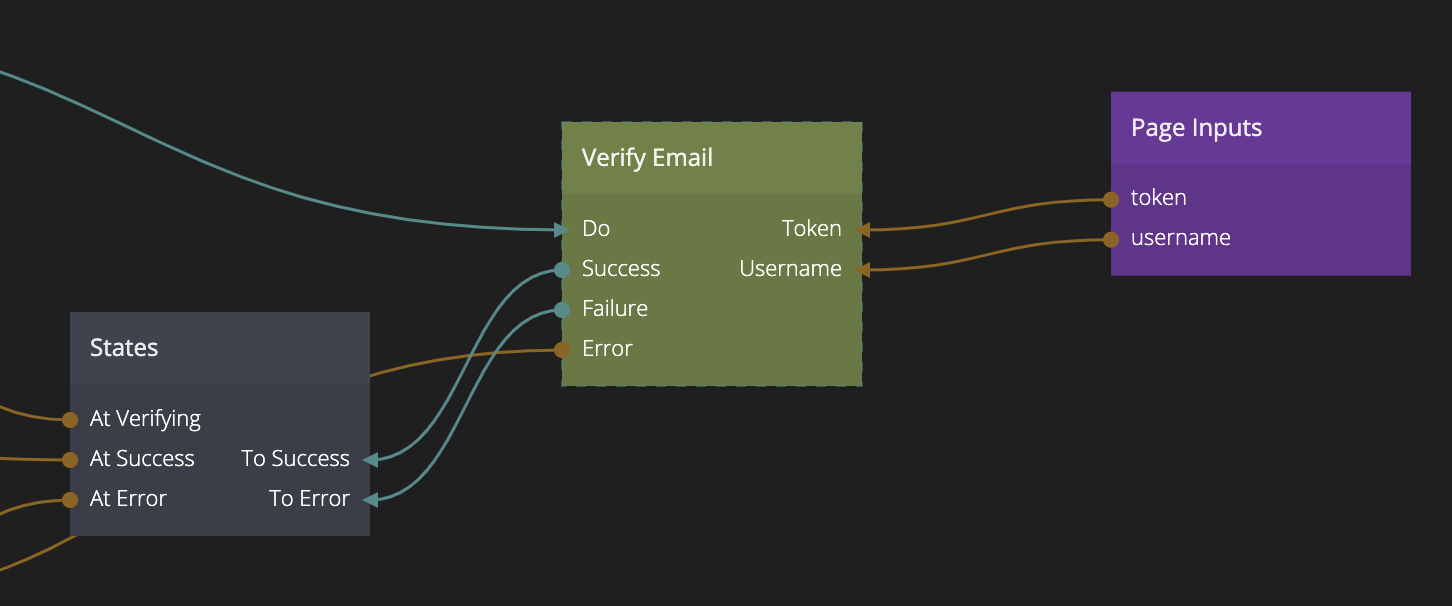 Page Inputs
token
username
Verify Email
Do
Token
Success
Username
Failure
Error
States
At Verifying
At Success
To Success
At Error
To Error